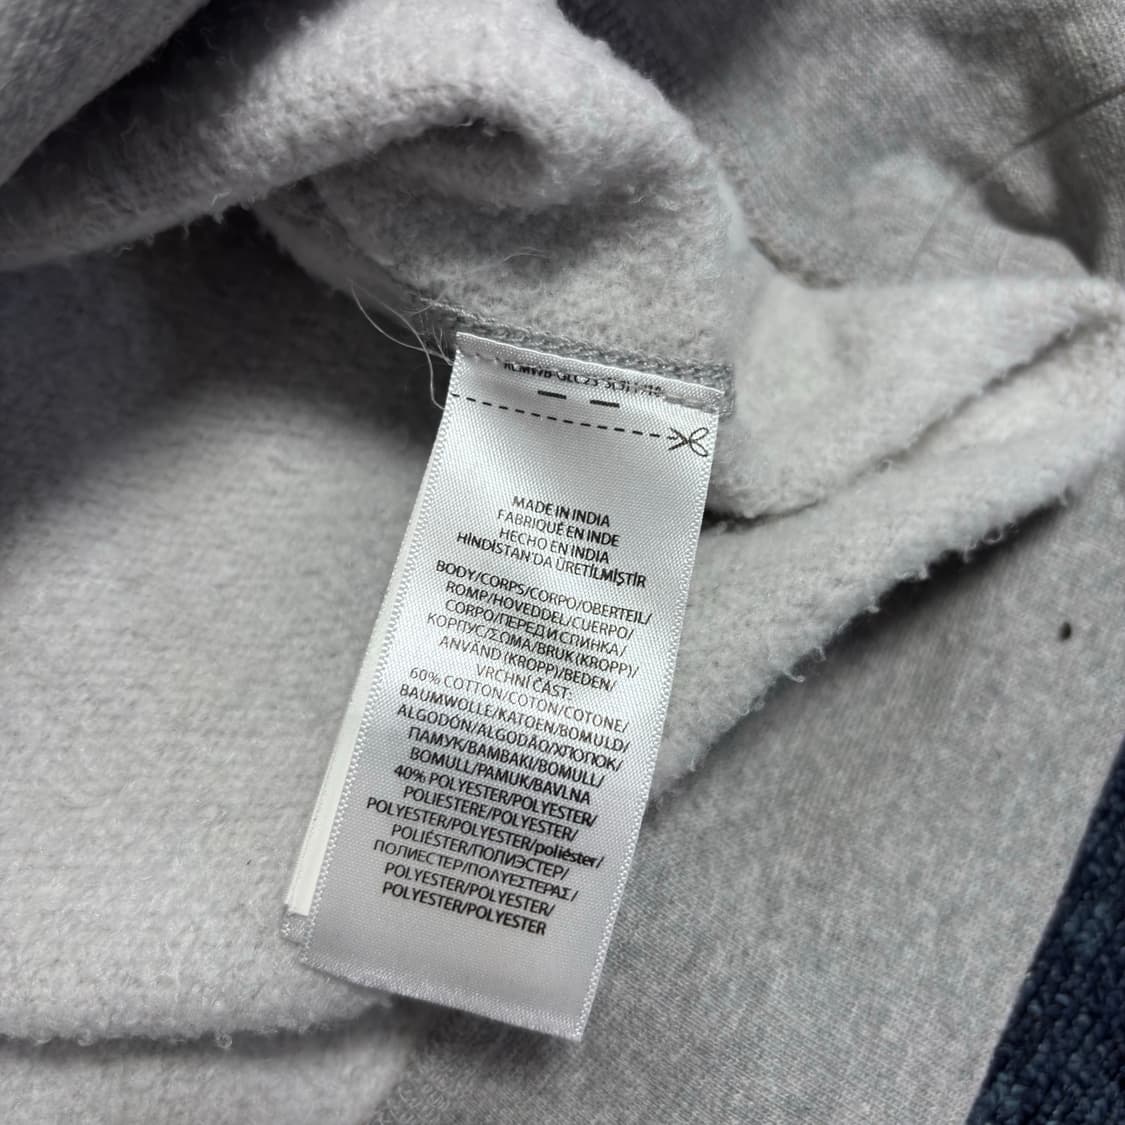 MADE IN INDIA
FABRIQUÉ EN INDE
HECHO EN INDIA
HİNDİSTAN'DA ÜRETİLMİŞTİR
BODY/CORPS/CORPO/OBERTEIL/
ROMP/HOVEDDEL/CUERPO/
CORPO/ПЕРЕД И СПИНКА/
КОРПУС/ΣΩΜΑ/BRUK (KROPP)/
ANVÄND (KROPP)/BEDEN/
VRCHNÍ ČÁST:
60% COTTON/COTON/COTONE/
BAUMWOLLE/KATOEN/BOMULD/
ALGODÓN/ALGODÃO/ХЛОПОК/
ПАМУК/ΒΑΜΒΑΚΙ/BOMULL/
BOMULL/PAMUK/BAVLNA
40% POLYESTER/POLYESTER/
POLIESTERE/POLYESTER/
POLYESTER/POLYESTER/poliéster/
POLIÉSTER/ПОЛИЭСТЕР/
ПОЛИЕСТЕР/ΠΟΛΥΕΣΤΕΡΑΣ/
POLYESTER/POLYESTER/
POLYESTER/POLYESTER